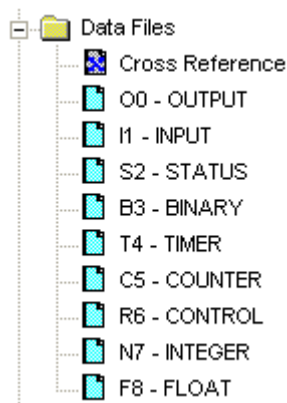 Data Files
Cross Reference
O0 - OUTPUT
I1 - INPUT
S2 - STATUS
B3 - BINARY
T4 - TIMER
C5 - COUNTER
R6 - CONTROL
N7 - INTEGER
F8 - FLOAT